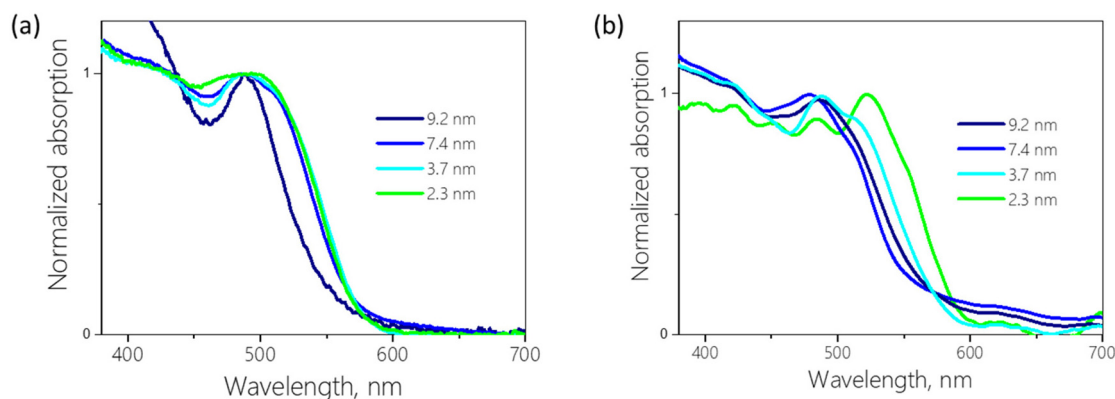 (a)
Normalized absorption
1
0
9.2 nm
7.4 nm
3.7 nm
2.3 nm
400 500 600 700
Wavelength, nm
(b)
Normalized absorption
1
0
9.2 nm
7.4 nm
3.7 nm
2.3 nm
400 500 600 700
Wavelength, nm